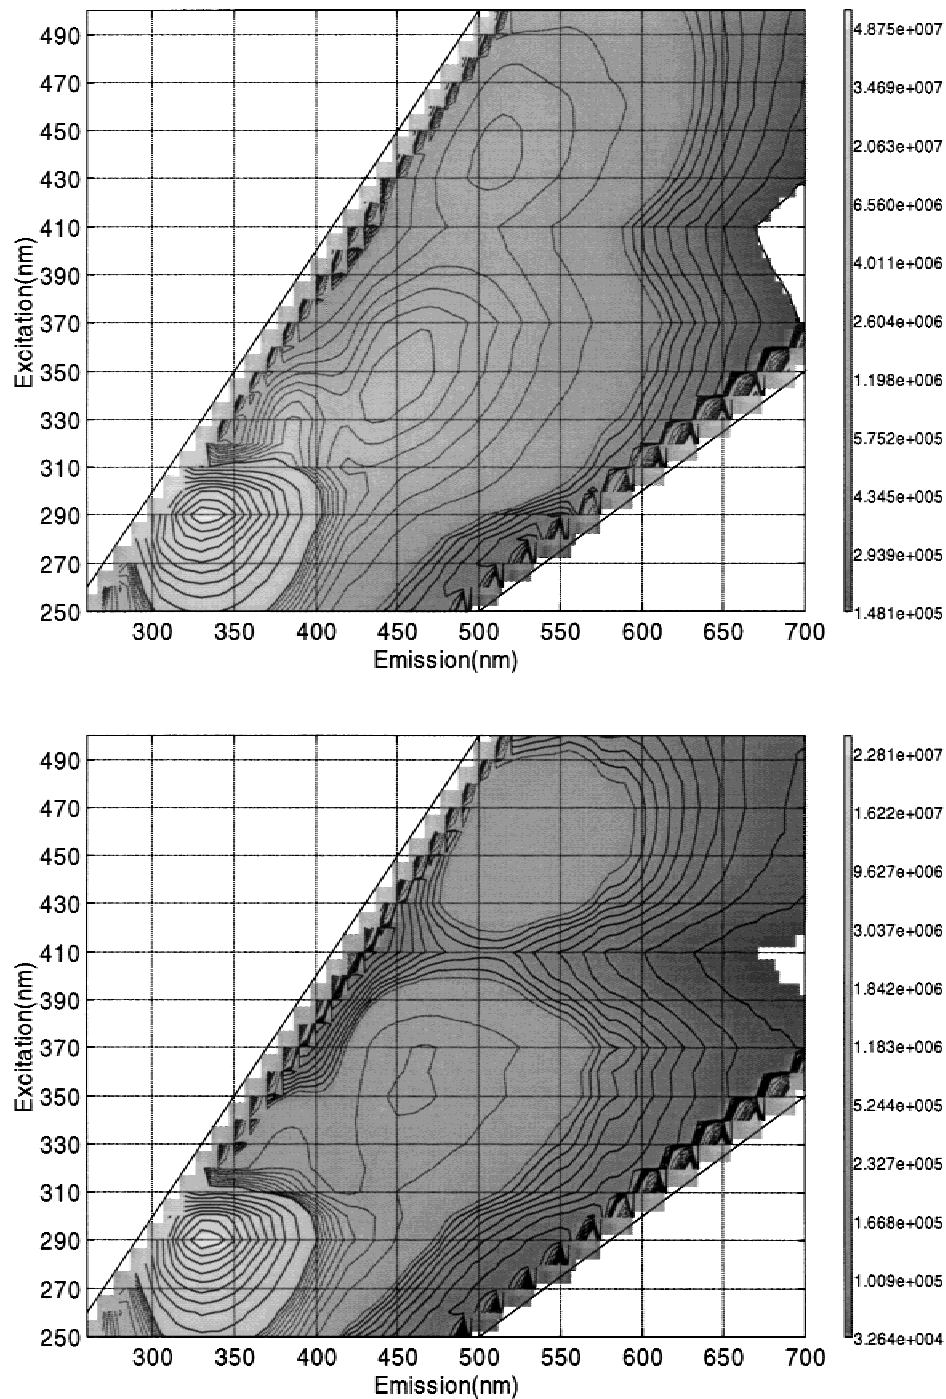 490
470
450
430
410
390
370
350
330
310
290
270
250
Excitation(nm)
300 350 400 450 500 550 600 650 700
Emission(nm)
4.875e+007
3.469e+007
2.063e+007
6.560e+006
4.011e+006
2.604e+006
1.198e+006
5.752e+005
4.345e+005
2.939e+005
1.481e+005
490
470
450
430
410
390
370
350
330
310
290
270
250
Excitation(nm)
300 350 400 450 500 550 600 650 700
Emission(nm)
2.281e+007
1.622e+007
9.627e+006
3.037e+006
1.842e+006
1.183e+006
5.244e+005
2.327e+005
1.668e+005
1.009e+005
3.264e+004